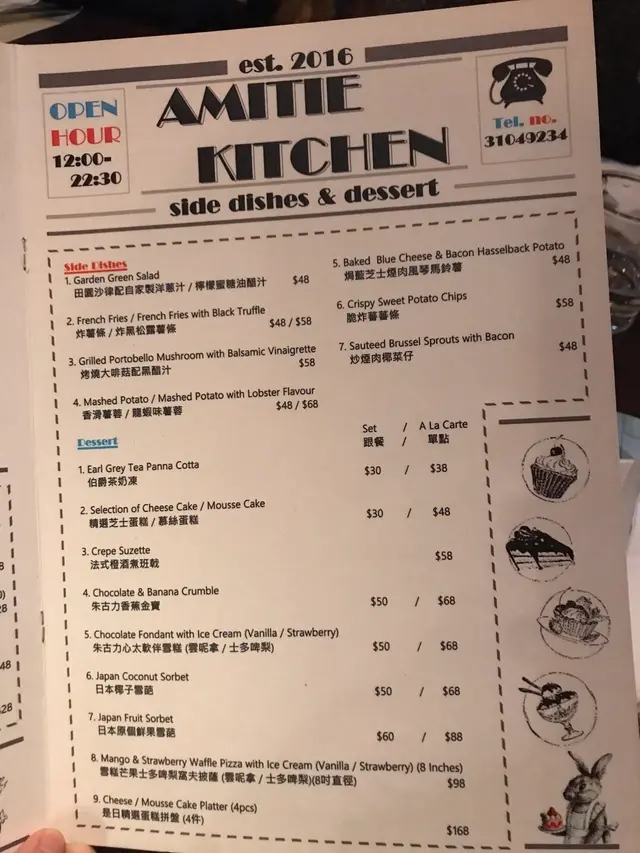 est. 2016
AMITIE
KITCHEN
side dishes & dessert
OPEN
HOUR
12:00-
22:30
Tel. no.
31049234
Side Dishes
1. Garden Green Salad
田園沙律配自家製洋蔥汁 / 檸檬蜜糖油醋汁 $48
2. French Fries / French Fries with Black Truffle
炸薯條 / 炸黑松露薯條 $48 / $58
3. Grilled Portobello Mushroom with Balsamic Vinaigrette
烤燒大啡菇配黑醋汁 $58
4. Mashed Potato / Mashed Potato with Lobster Flavour
香滑薯蓉 / 龍蝦味薯蓉 $48 / $68
5. Baked Blue Cheese & Bacon Hasselback Potato
焗藍芝士煙肉風琴馬鈴薯 $48
6. Crispy Sweet Potato Chips
脆炸蕃薯條 $58
7. Sauteed Brussel Sprouts with Bacon
炒煙肉椰菜仔 $48
Dessert
Set / A La Carte
跟餐 / 單點
1. Earl Grey Tea Panna Cotta
伯爵茶奶凍 $30 / $38
2. Selection of Cheese Cake / Mousse Cake
精選芝士蛋糕 / 慕絲蛋糕 $30 / $48
3. Crepe Suzette
法式橙酒煮班戟 $58
4. Chocolate & Banana Crumble
朱古力香蕉金寶 $50 / $68
5. Chocolate Fondant with Ice Cream (Vanilla / Strawberry)
朱古力心太軟伴雪糕 (雲呢拿 / 士多啤梨) $50 / $68
6. Japan Coconut Sorbet
日本椰子雪葩 $50 / $68
7. Japan Fruit Sorbet
日本原個鮮果雪葩 $60 / $88
8. Mango & Strawberry Waffle Pizza with Ice Cream (Vanilla / Strawberry) (8 Inches)
雪糕芒果士多啤梨窩夫披薩 (雲呢拿 / 士多啤梨)(8吋直徑) $98
9. Cheese / Mousse Cake Platter (4pcs)
是日精選蛋糕拼盤 (4件) $168